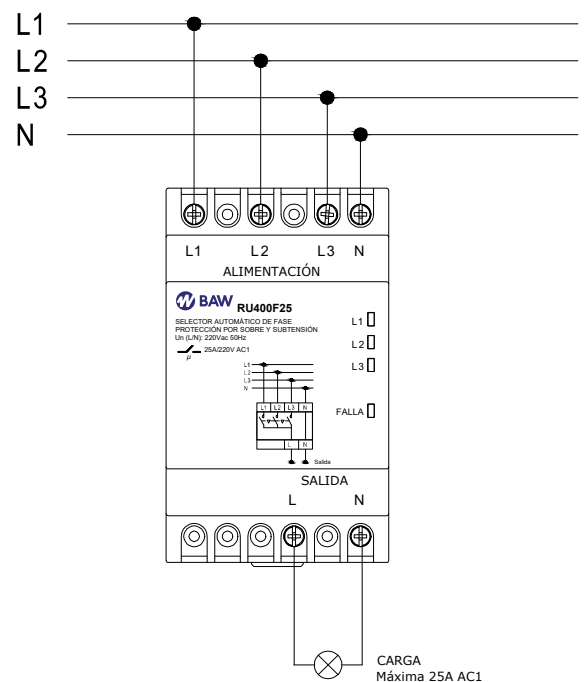 L1
L2
L3
N
L1 L2 L3 N
ALIMENTACIÓN
BAW RU400F25
SELECTOR AUTOMÁTICO DE FASE
PROTECCIÓN POR SOBRE Y SUBTENSIÓN
Un (L/N): 220Vac 50Hz
25A/220V AC1
µ
L1
L2
L3
FALLA
L1
L2
L3
N
L1 L2 L3 N
L N
Salida
SALIDA
L N
CARGA
Máxima 25A AC1